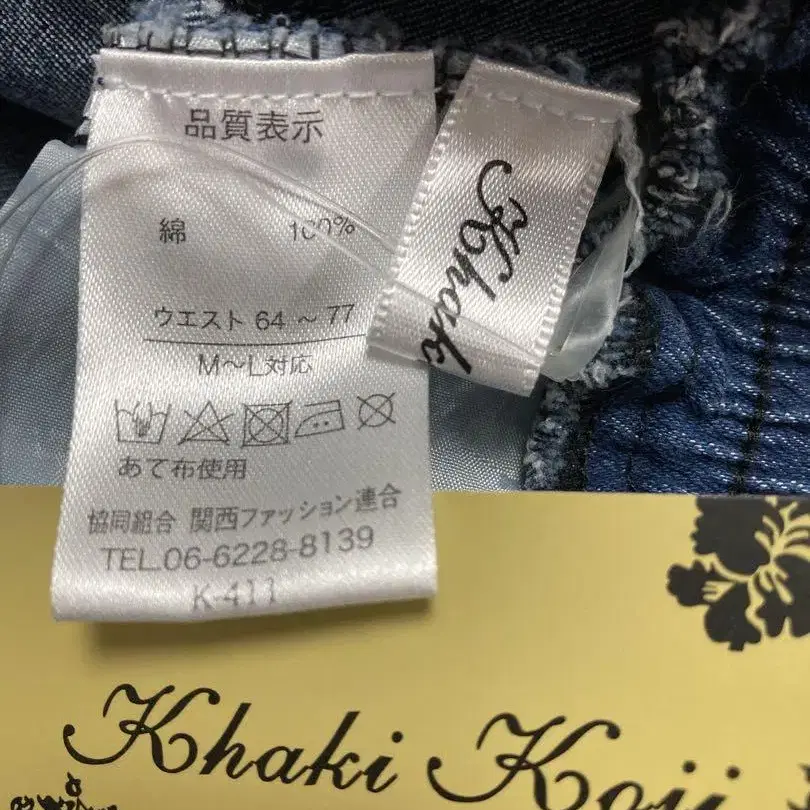 品質表示
綿 100%
ウエスト 64 ~ 77
M~L対応
あて布使用
協同組合 関西ファッション連合
TEL.06-6228-8139
K-411
Khaki
Khaki Koji